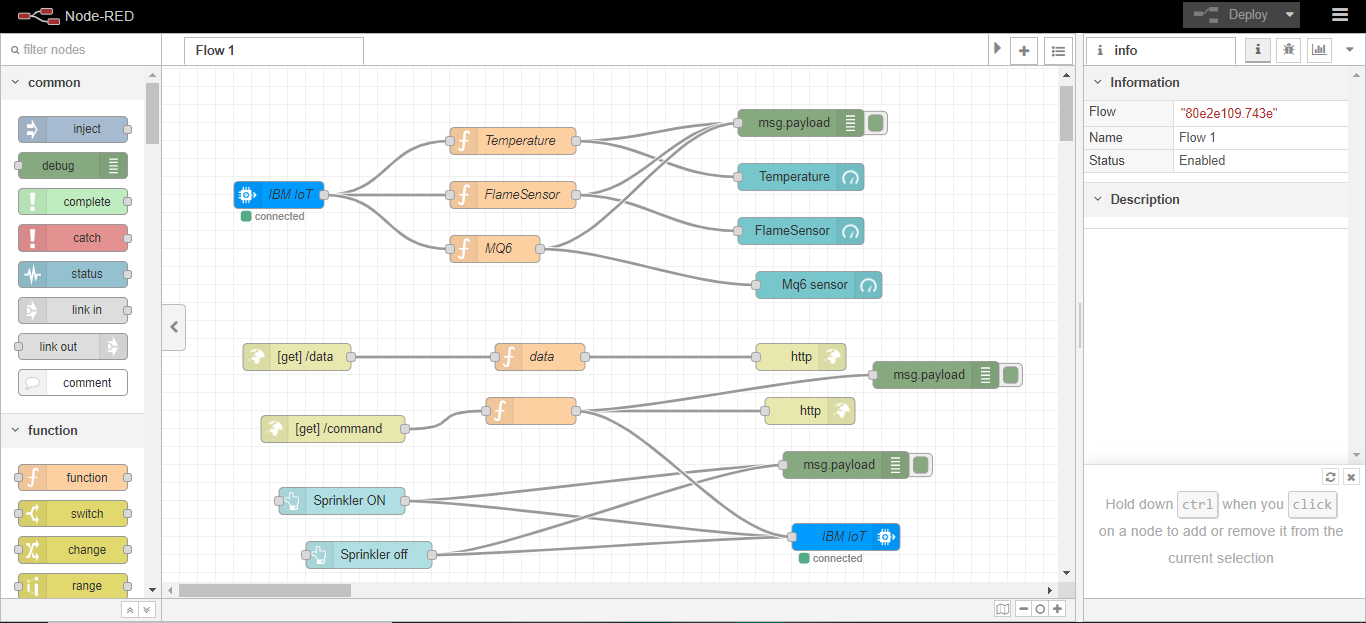 Node-RED
Deploy
filter nodes
Flow 1
info
common
inject
debug
complete
catch
status
link in
link out
comment
function
function
switch
change
range
Temperature
msg.payload
Temperature
IBM IoT
connected
FlameSensor
FlameSensor
MQ6
Mq6 sensor
[get] /data
data
http
msg.payload
[get] /command
http
msg.payload
Sprinkler ON
IBM IoT
connected
Sprinkler off
Information
Flow "80e2e109.743e"
Name Flow 1
Status Enabled
Description
Hold down ctrl when you click
on a node to add or remove it from the
current selection